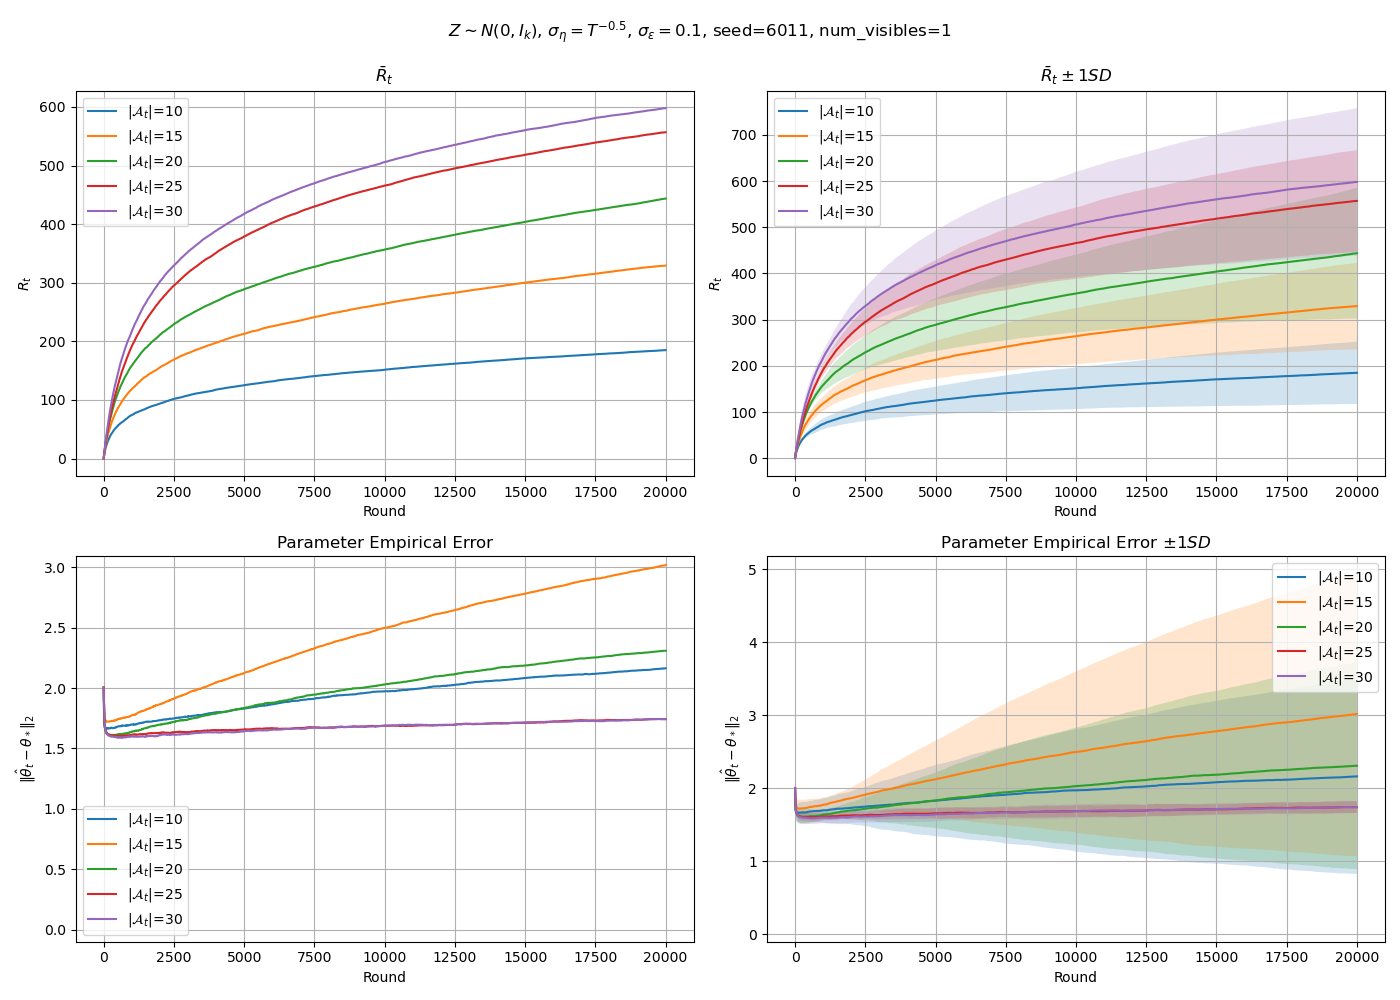 Z ∼ N(0, I_k), σ_η = T^{−0.5}, σ_ε = 0.1, seed=6011, num_visibles=1
R̄_t
R_t
600
500
400
300
200
100
0
|𝒜_t|=10
|𝒜_t|=15
|𝒜_t|=20
|𝒜_t|=25
|𝒜_t|=30
0 2500 5000 7500 10000 12500 15000 17500 20000
Round
R̄_t ± 1SD
R_t
700
600
500
400
300
200
100
0
|𝒜_t|=10
|𝒜_t|=15
|𝒜_t|=20
|𝒜_t|=25
|𝒜_t|=30
0 2500 5000 7500 10000 12500 15000 17500 20000
Round
Parameter Empirical Error
‖θ̂_t − θ_*‖_2
3.0
2.5
2.0
1.5
1.0
0.5
0.0
|𝒜_t|=10
|𝒜_t|=15
|𝒜_t|=20
|𝒜_t|=25
|𝒜_t|=30
0 2500 5000 7500 10000 12500 15000 17500 20000
Round
Parameter Empirical Error ±1SD
‖θ̂_t − θ_*‖_2
5
4
3
2
1
0
|𝒜_t|=10
|𝒜_t|=15
|𝒜_t|=20
|𝒜_t|=25
|𝒜_t|=30
0 2500 5000 7500 10000 12500 15000 17500 20000
Round